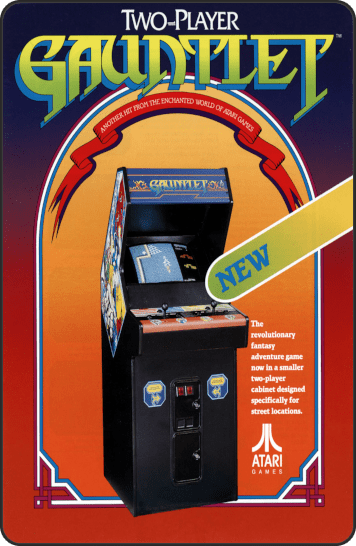 TWO-PLAYER
GAUNTLET
™
ANOTHER HIT FROM THE ENCHANTED WORLD OF ATARI GAMES
GAUNTLET
NEW
The
revolutionary
fantasy
adventure game
now in a smaller
two-player
cabinet designed
specifically for
street locations.
ATARI
GAMES